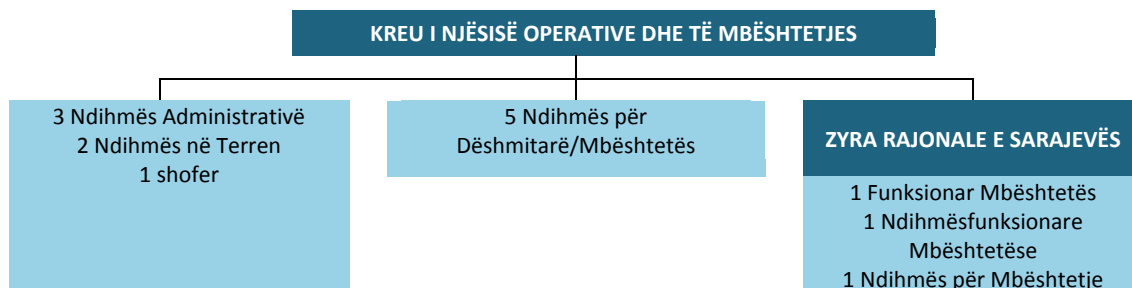 KREU I NJËSISË OPERATIVE DHE TË MBËSHTETJES
3 Ndihmës Administrativë
2 Ndihmës në Terren
1 shofer
5 Ndihmës për
Dëshmitarë/Mbështetës
ZYRA RAJONALE E SARAJEVËS
1 Funksionar Mbështetës
1 Ndihmësfunksionare
Mbështetëse
1 Ndihmës për Mbështetje